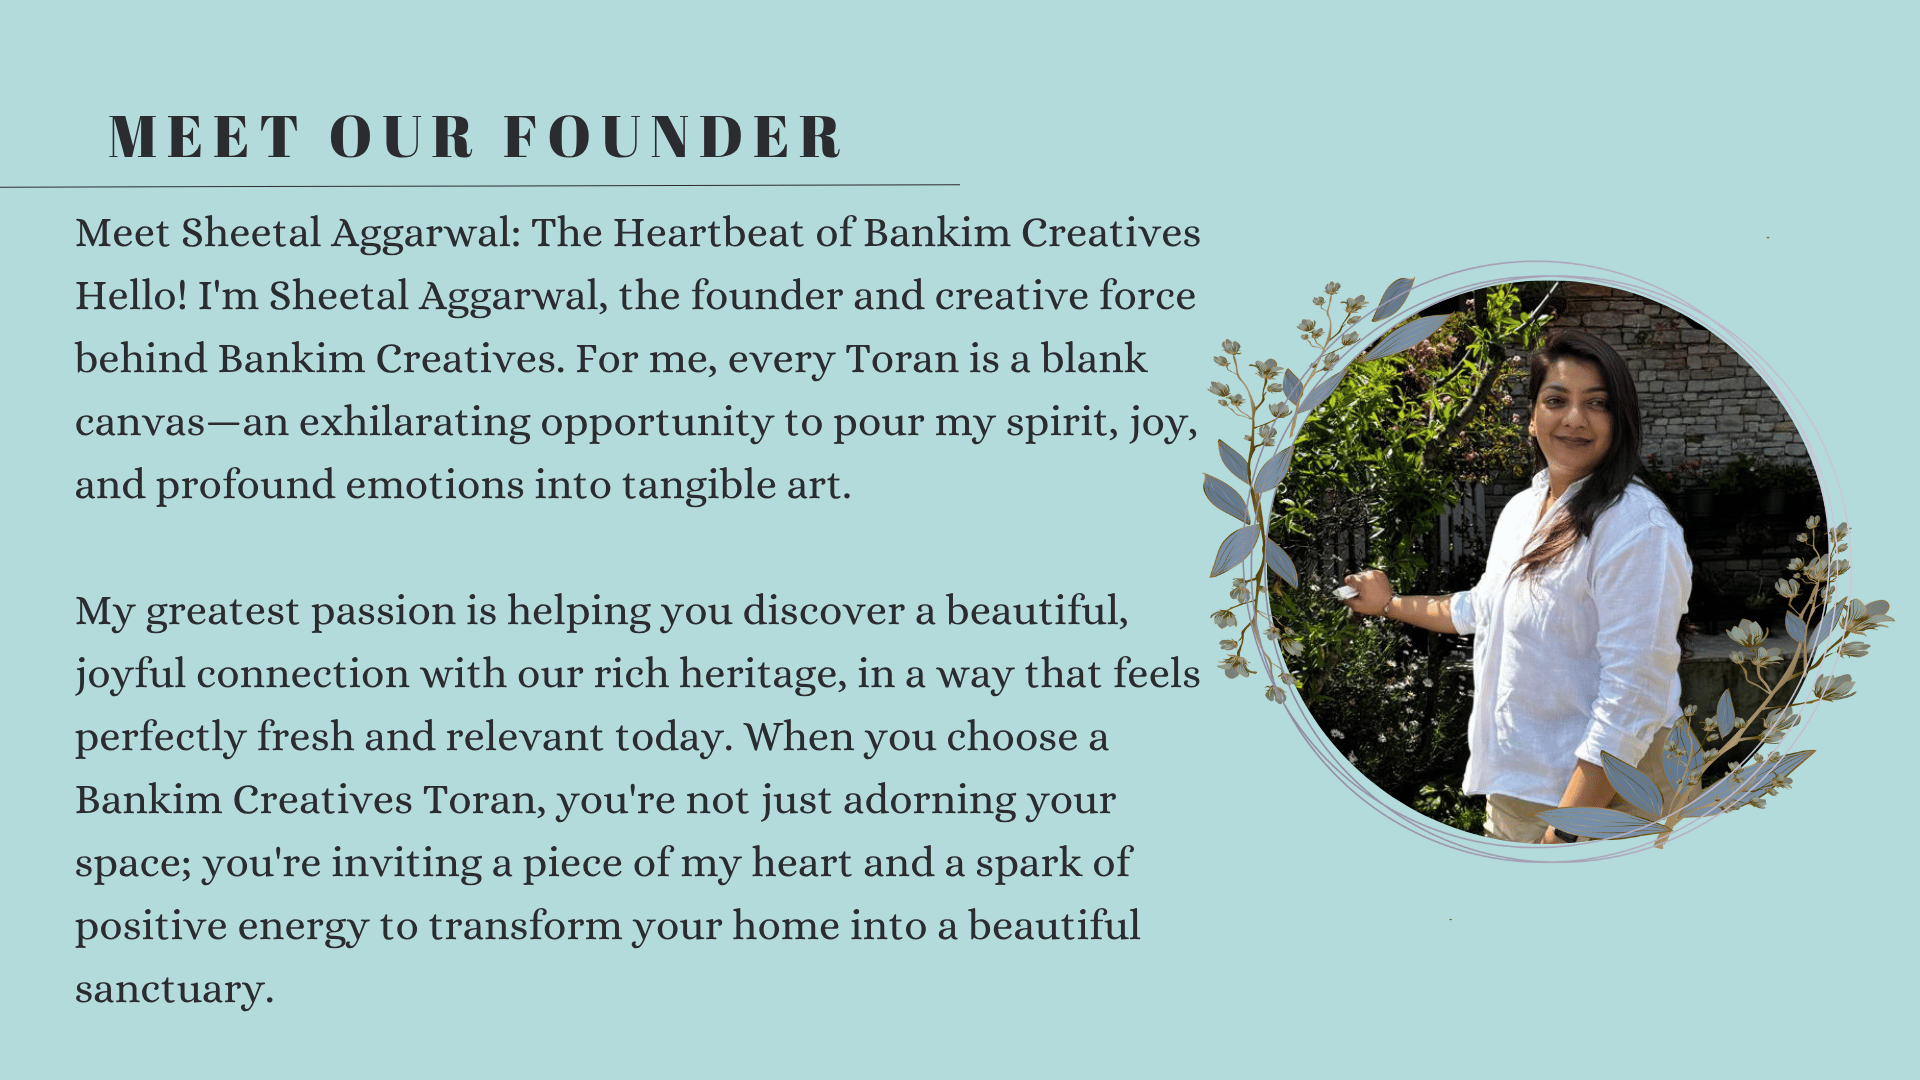 MEET OUR FOUNDER
Meet Sheetal Aggarwal: The Heartbeat of Bankim Creatives
Hello! I'm Sheetal Aggarwal, the founder and creative force
behind Bankim Creatives. For me, every Toran is a blank
canvas—an exhilarating opportunity to pour my spirit, joy,
and profound emotions into tangible art.
My greatest passion is helping you discover a beautiful,
joyful connection with our rich heritage, in a way that feels
perfectly fresh and relevant today. When you choose a
Bankim Creatives Toran, you're not just adorning your
space; you're inviting a piece of my heart and a spark of
positive energy to transform your home into a beautiful
sanctuary.